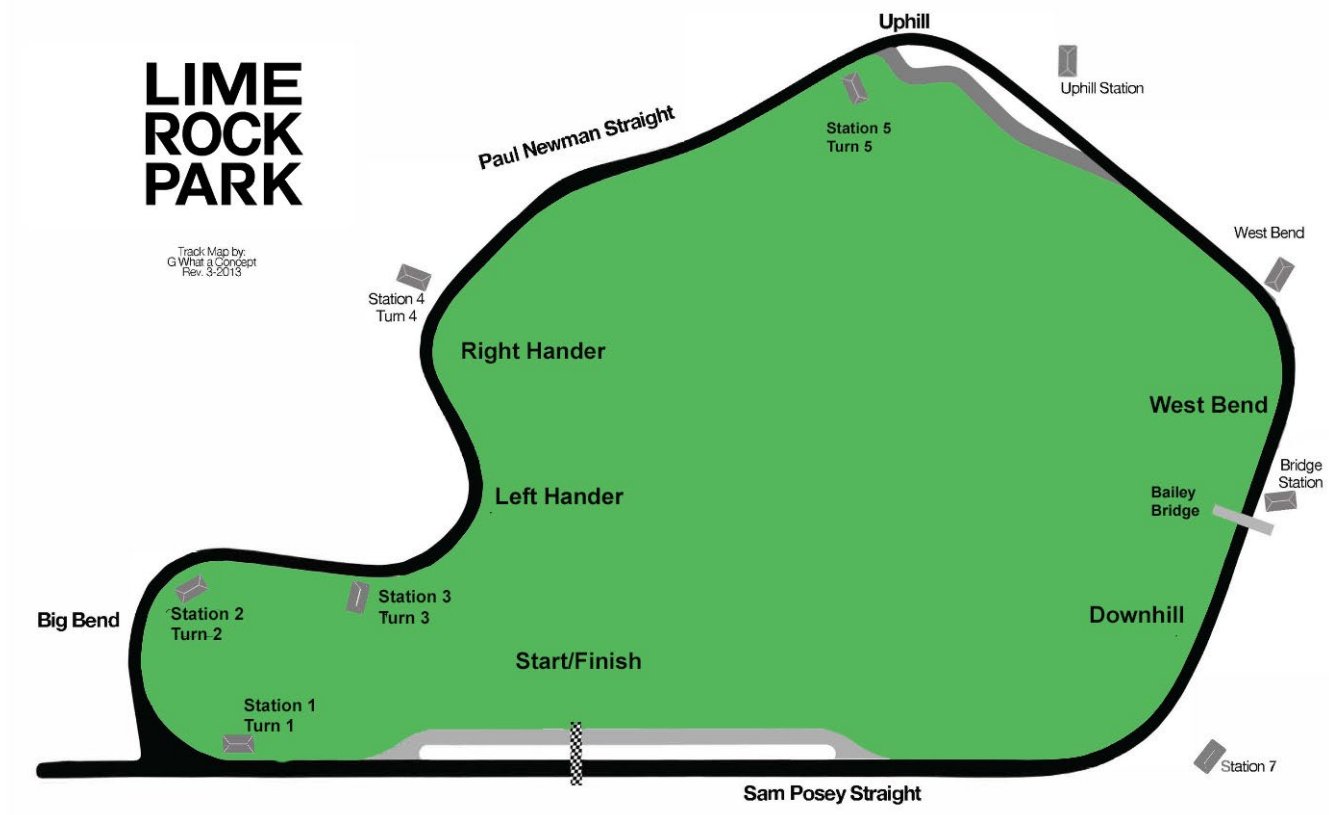 LIME
ROCK
PARK
Track Map by:
G What a Concept
Rev. 3-2013
Uphill
Uphill Station
Paul Newman Straight
Station 5
Turn 5
West Bend
Station 4
Turn 4
Right Hander
West Bend
Left Hander
Bridge
Station
Bailey
Bridge
Big Bend
Station 2
Turn 2
Station 3
Turn 3
Downhill
Start/Finish
Station 1
Turn 1
Station 7
Sam Posey Straight